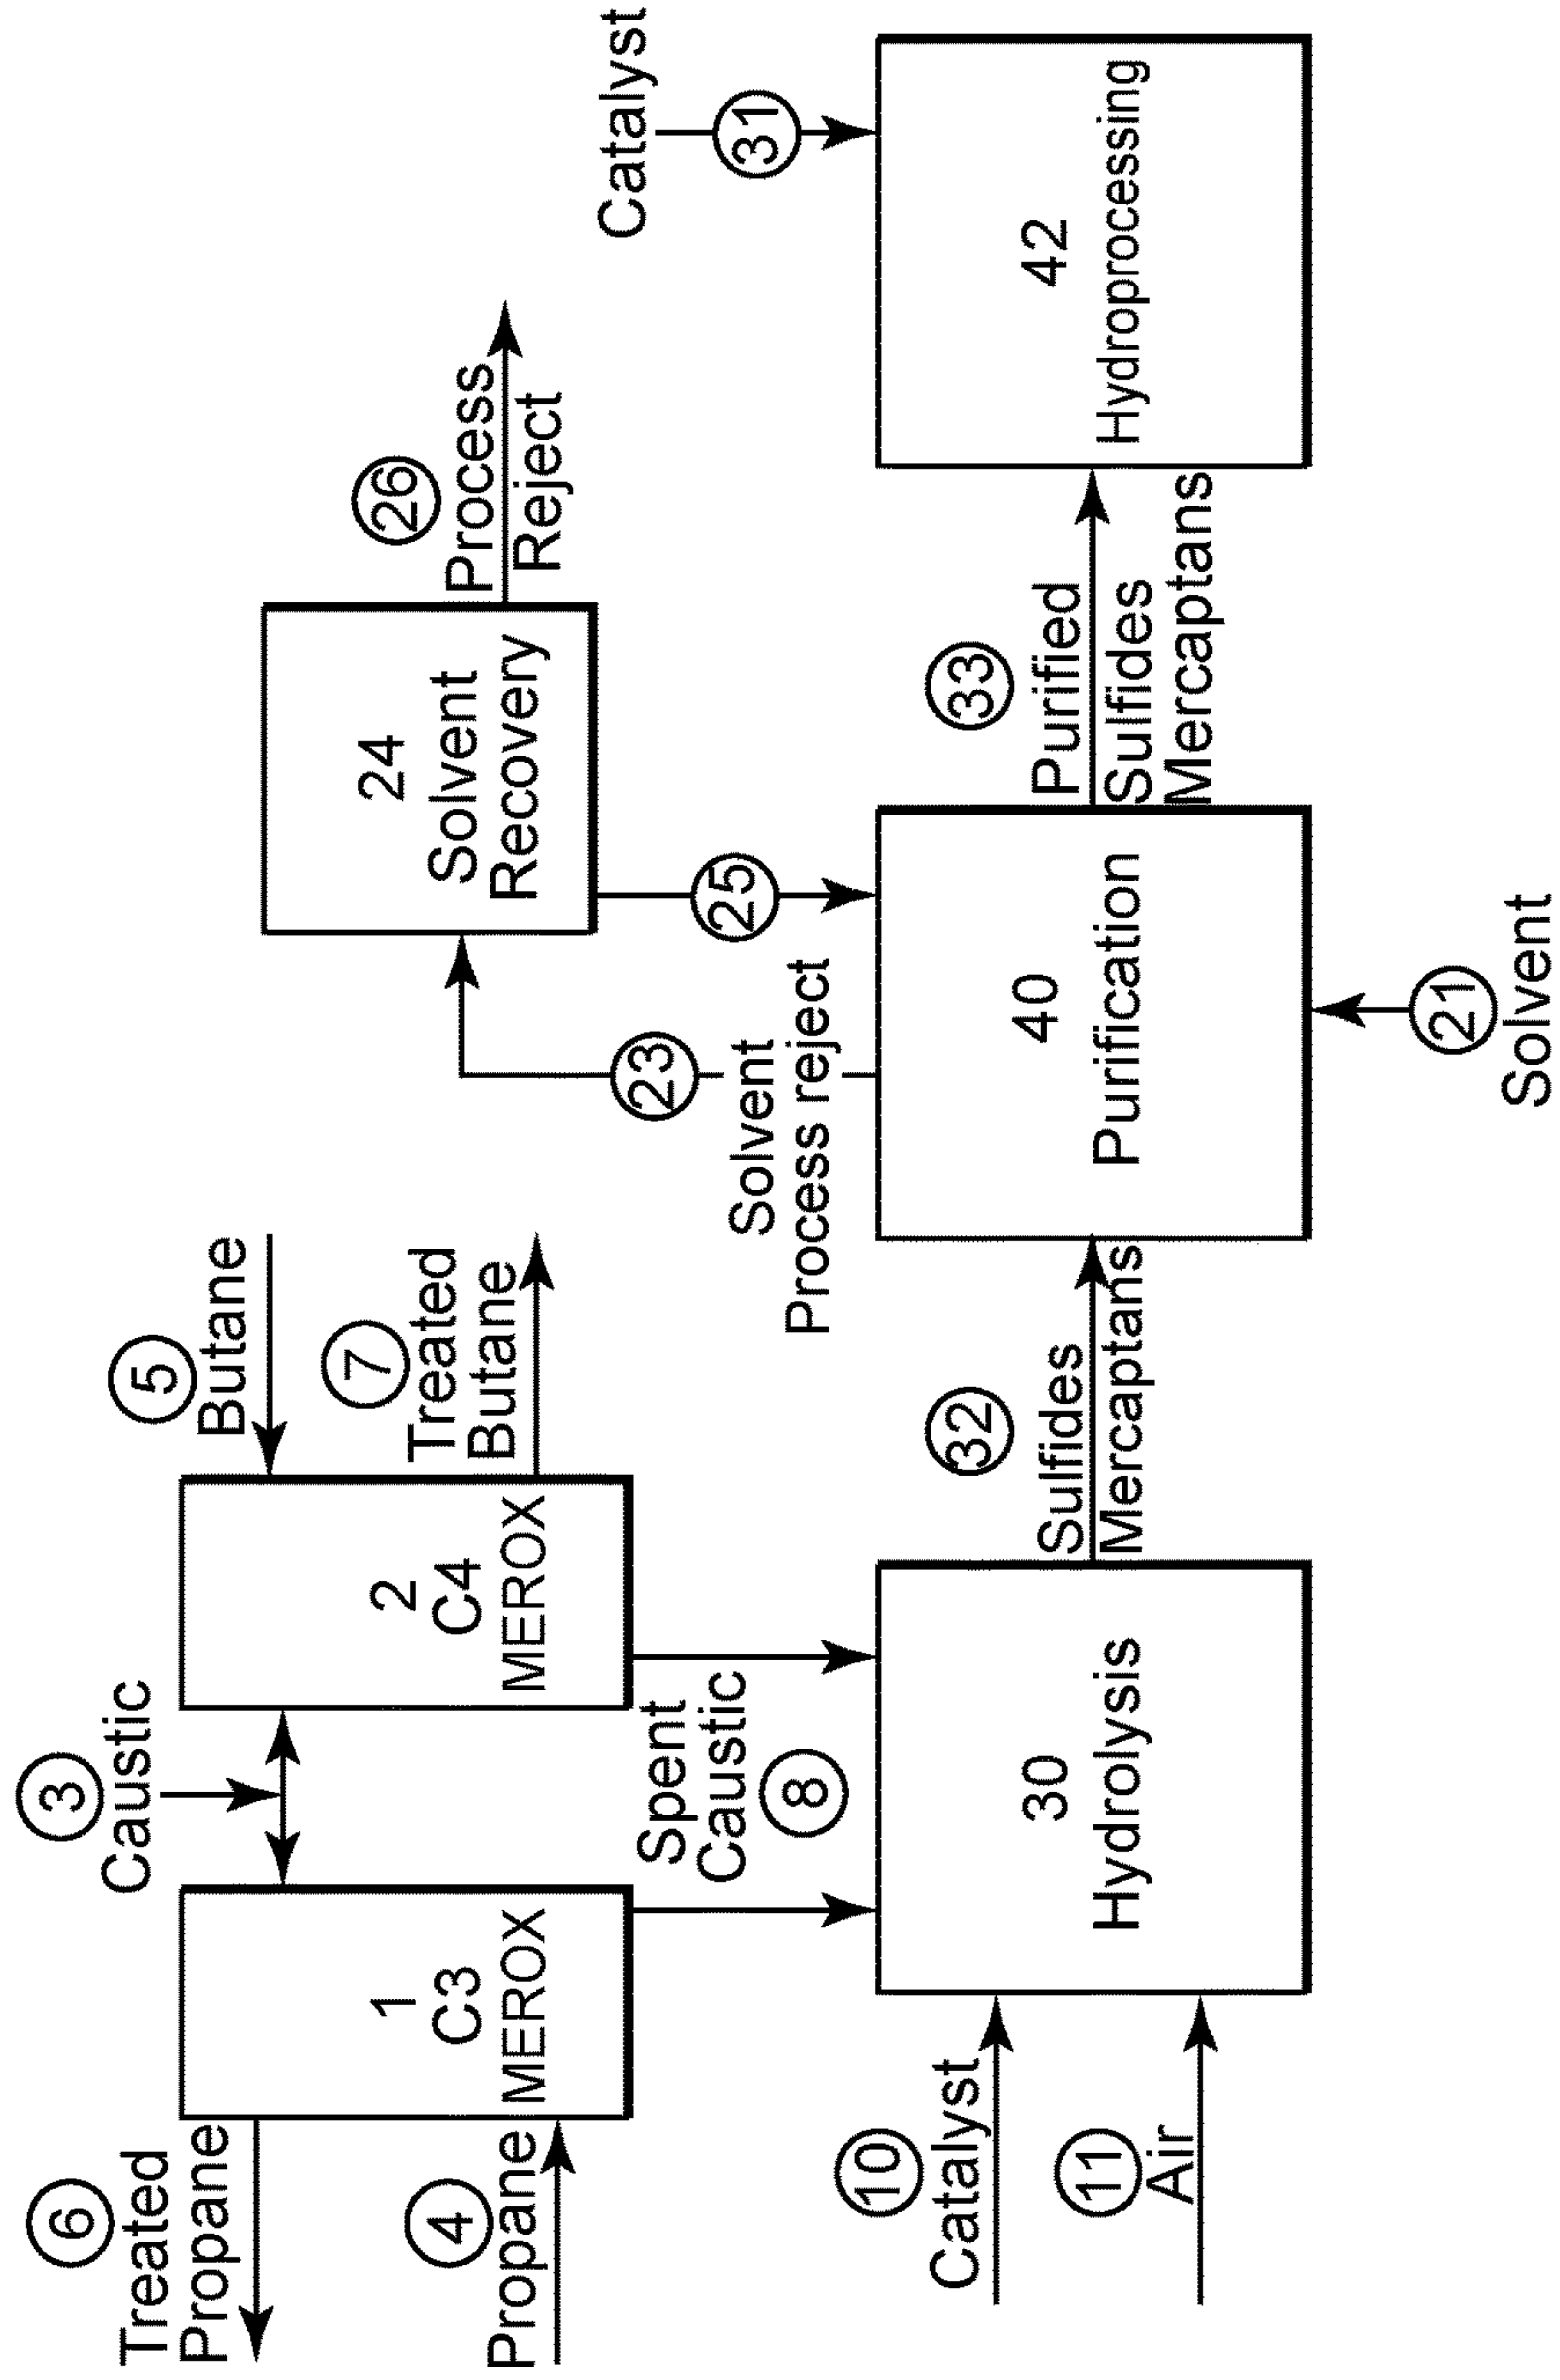 3
Caustic
6
Treated
Propane
4
Propane
1
C3
MEROX
2
C4
MEROX
5
Butane
7
Treated
Butane
Spent
Caustic
8
24
Solvent
Recovery
26
Process
Reject
23
Solvent
Process reject
25
Catalyst
31
10
Catalyst
11
Air
30
Hydrolysis
32
Sulfides
Mercaptans
40
Purification
21
Solvent
33
Purified
Sulfides
Mercaptans
42
Hydroprocessing